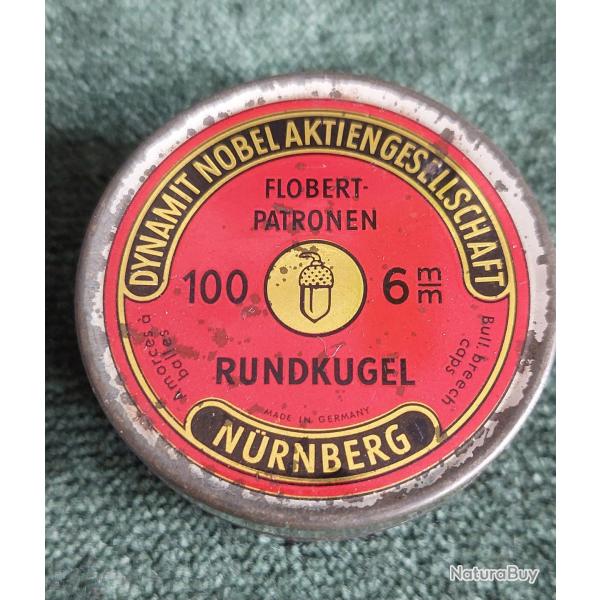 DYNAMIT NOBEL AKTIENGESELLSCHAFT
FLOBERT-
PATRONEN
100 6 m/m
RUNDKUGEL
Amorces a
balles
Bull. breech
caps
MADE IN GERMANY
NÜRNBERG
NaturaBuy